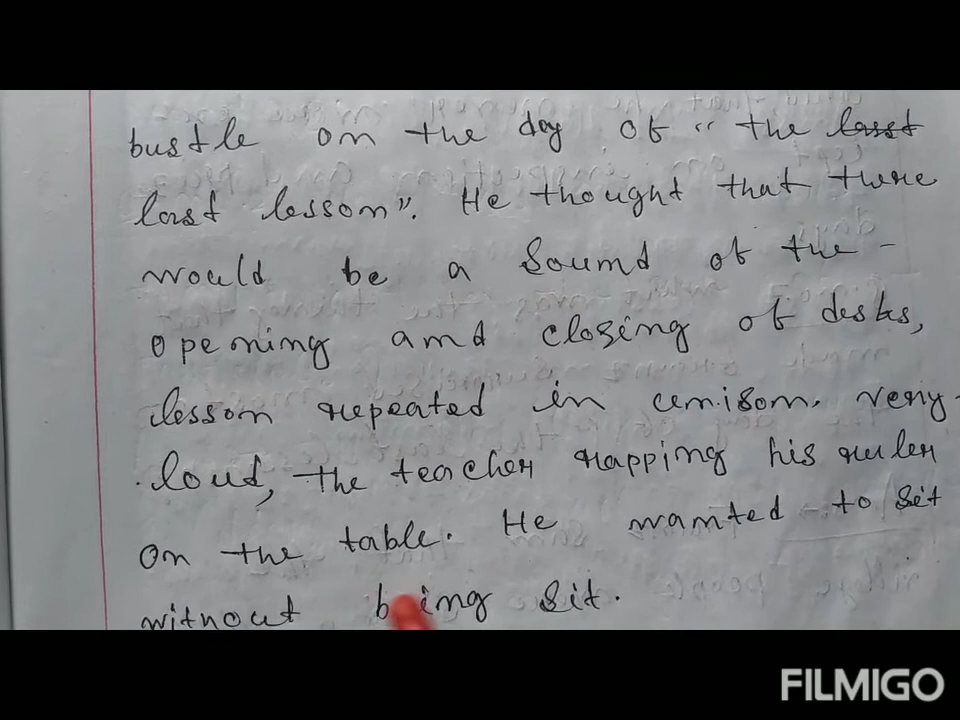 bustle on the day of "the last
last lesson". He thought that there
would be a sound of the -
opening and closing of desks,
lesson repeated in unison very
loud, the teacher rapping his ruler
on the table. He wanted to sit
without being sit.
FILMIGO